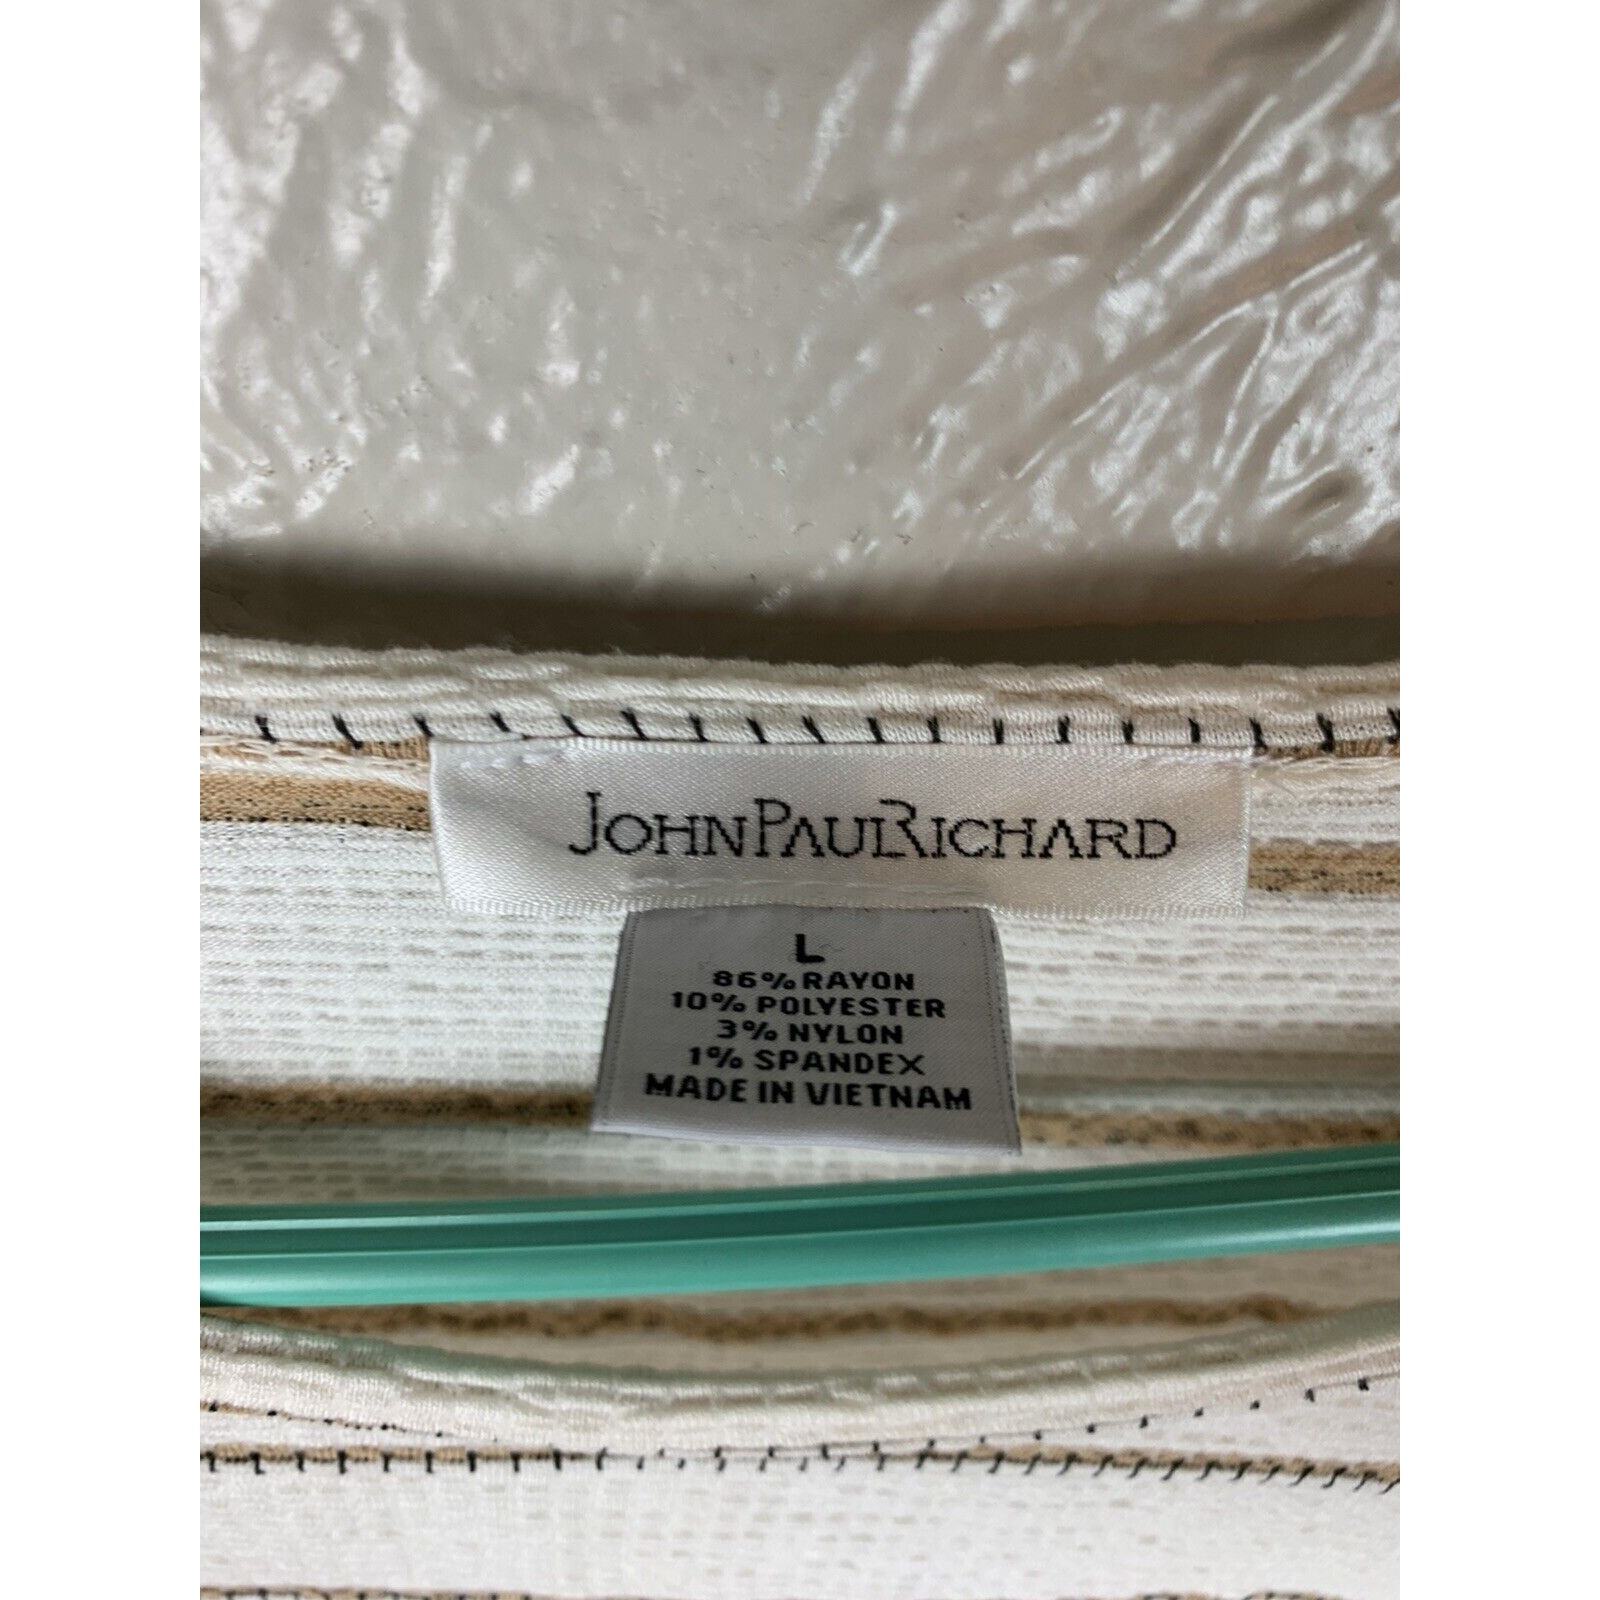 JOHNPAULRICHARD
L
86% RAYON
10% POLYESTER
3% NYLON
1% SPANDEX
MADE IN VIETNAM